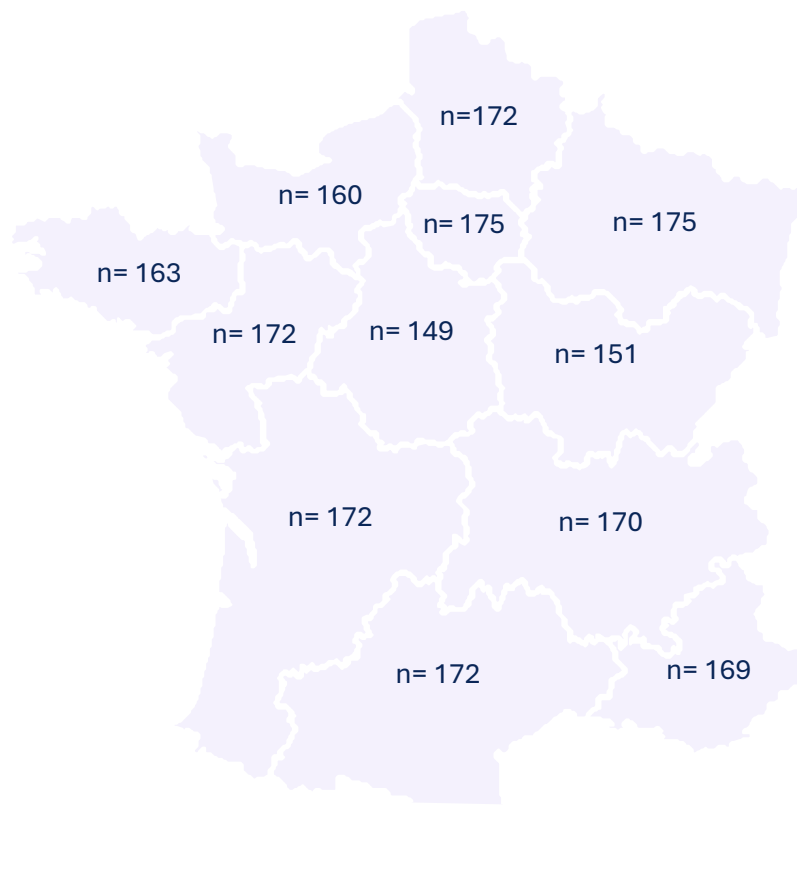 n=172
n= 160
n= 175
n= 175
n= 163
n= 172
n= 149
n= 151
n= 172
n= 170
n= 172
n= 169